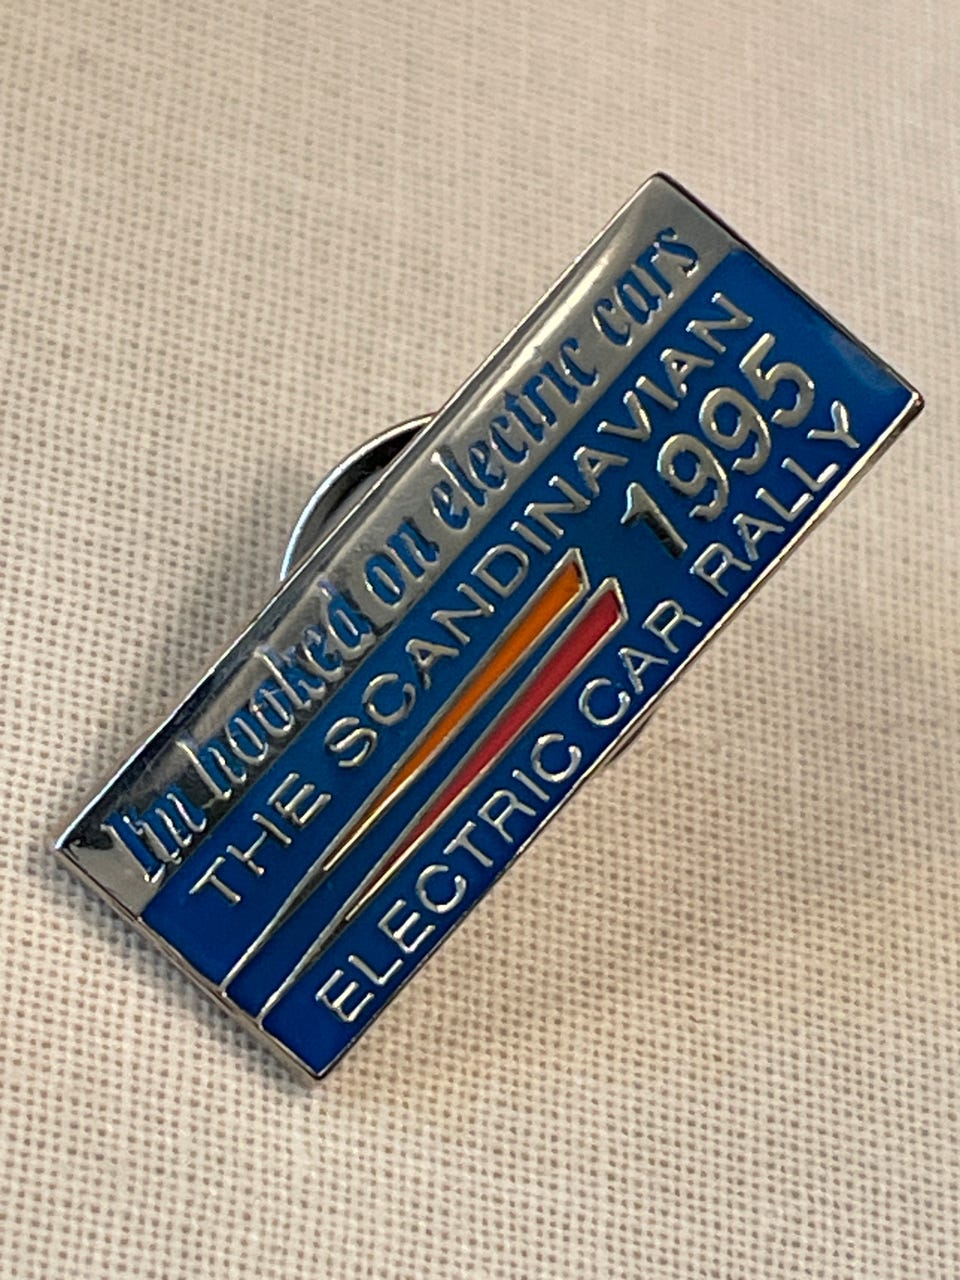 I'm hooked on electric cars
THE SCANDINAVIAN
1995
ELECTRIC CAR RALLY